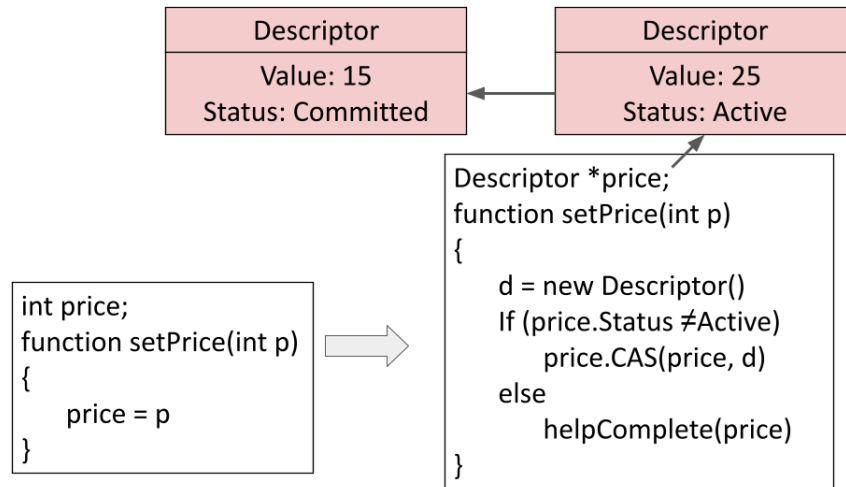 Descriptor
Value: 15
Status: Committed
Descriptor
Value: 25
Status: Active
int price;
function setPrice(int p)
{
price = p
}
Descriptor *price;
function setPrice(int p)
{
d = new Descriptor()
If (price.Status ≠Active)
price.CAS(price, d)
else
helpComplete(price)
}